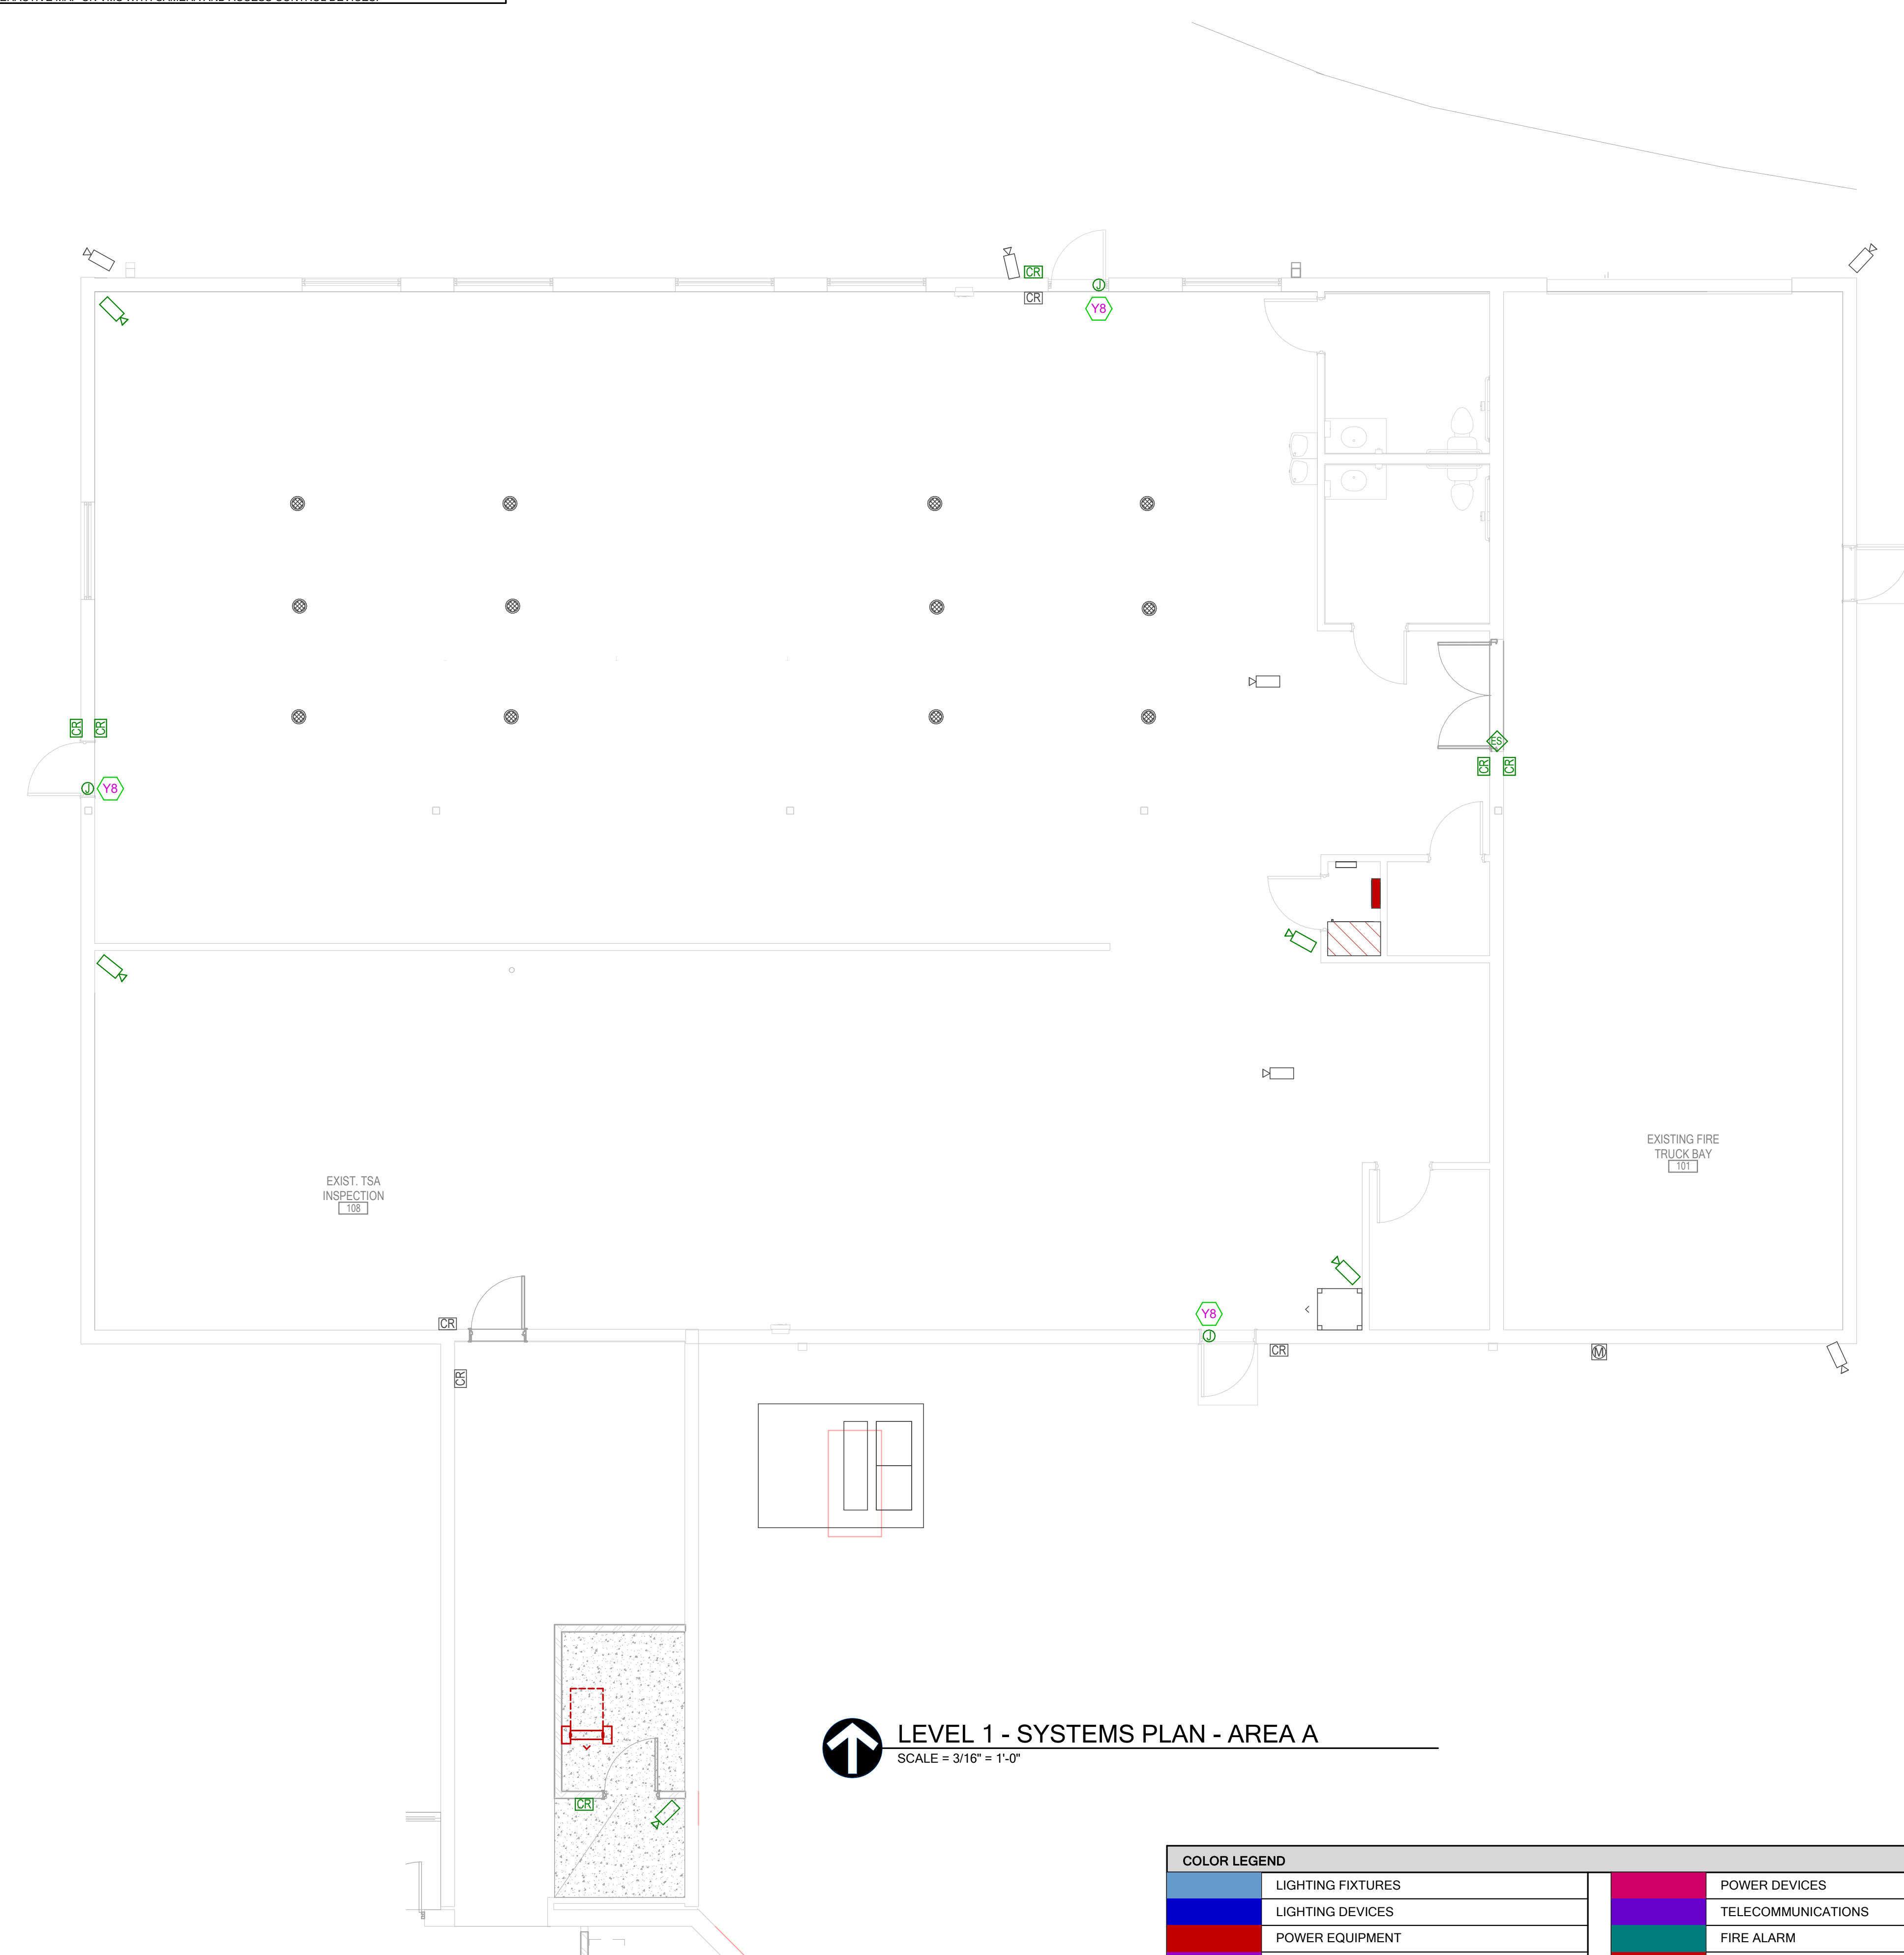 CR
CR
J
Y8
CR
CR
J
Y8
ES
CR
CR
EXISTING FIRE
TRUCK BAY
101
EXIST. TSA
INSPECTION
108
CR
CR
Y8
J
CR
M
LEVEL 1 - SYSTEMS PLAN - AREA A
SCALE = 3/16" = 1'-0"
CR
COLOR LEGEND
LIGHTING FIXTURES
POWER DEVICES
LIGHTING DEVICES
TELECOMMUNICATIONS
POWER EQUIPMENT
FIRE ALARM